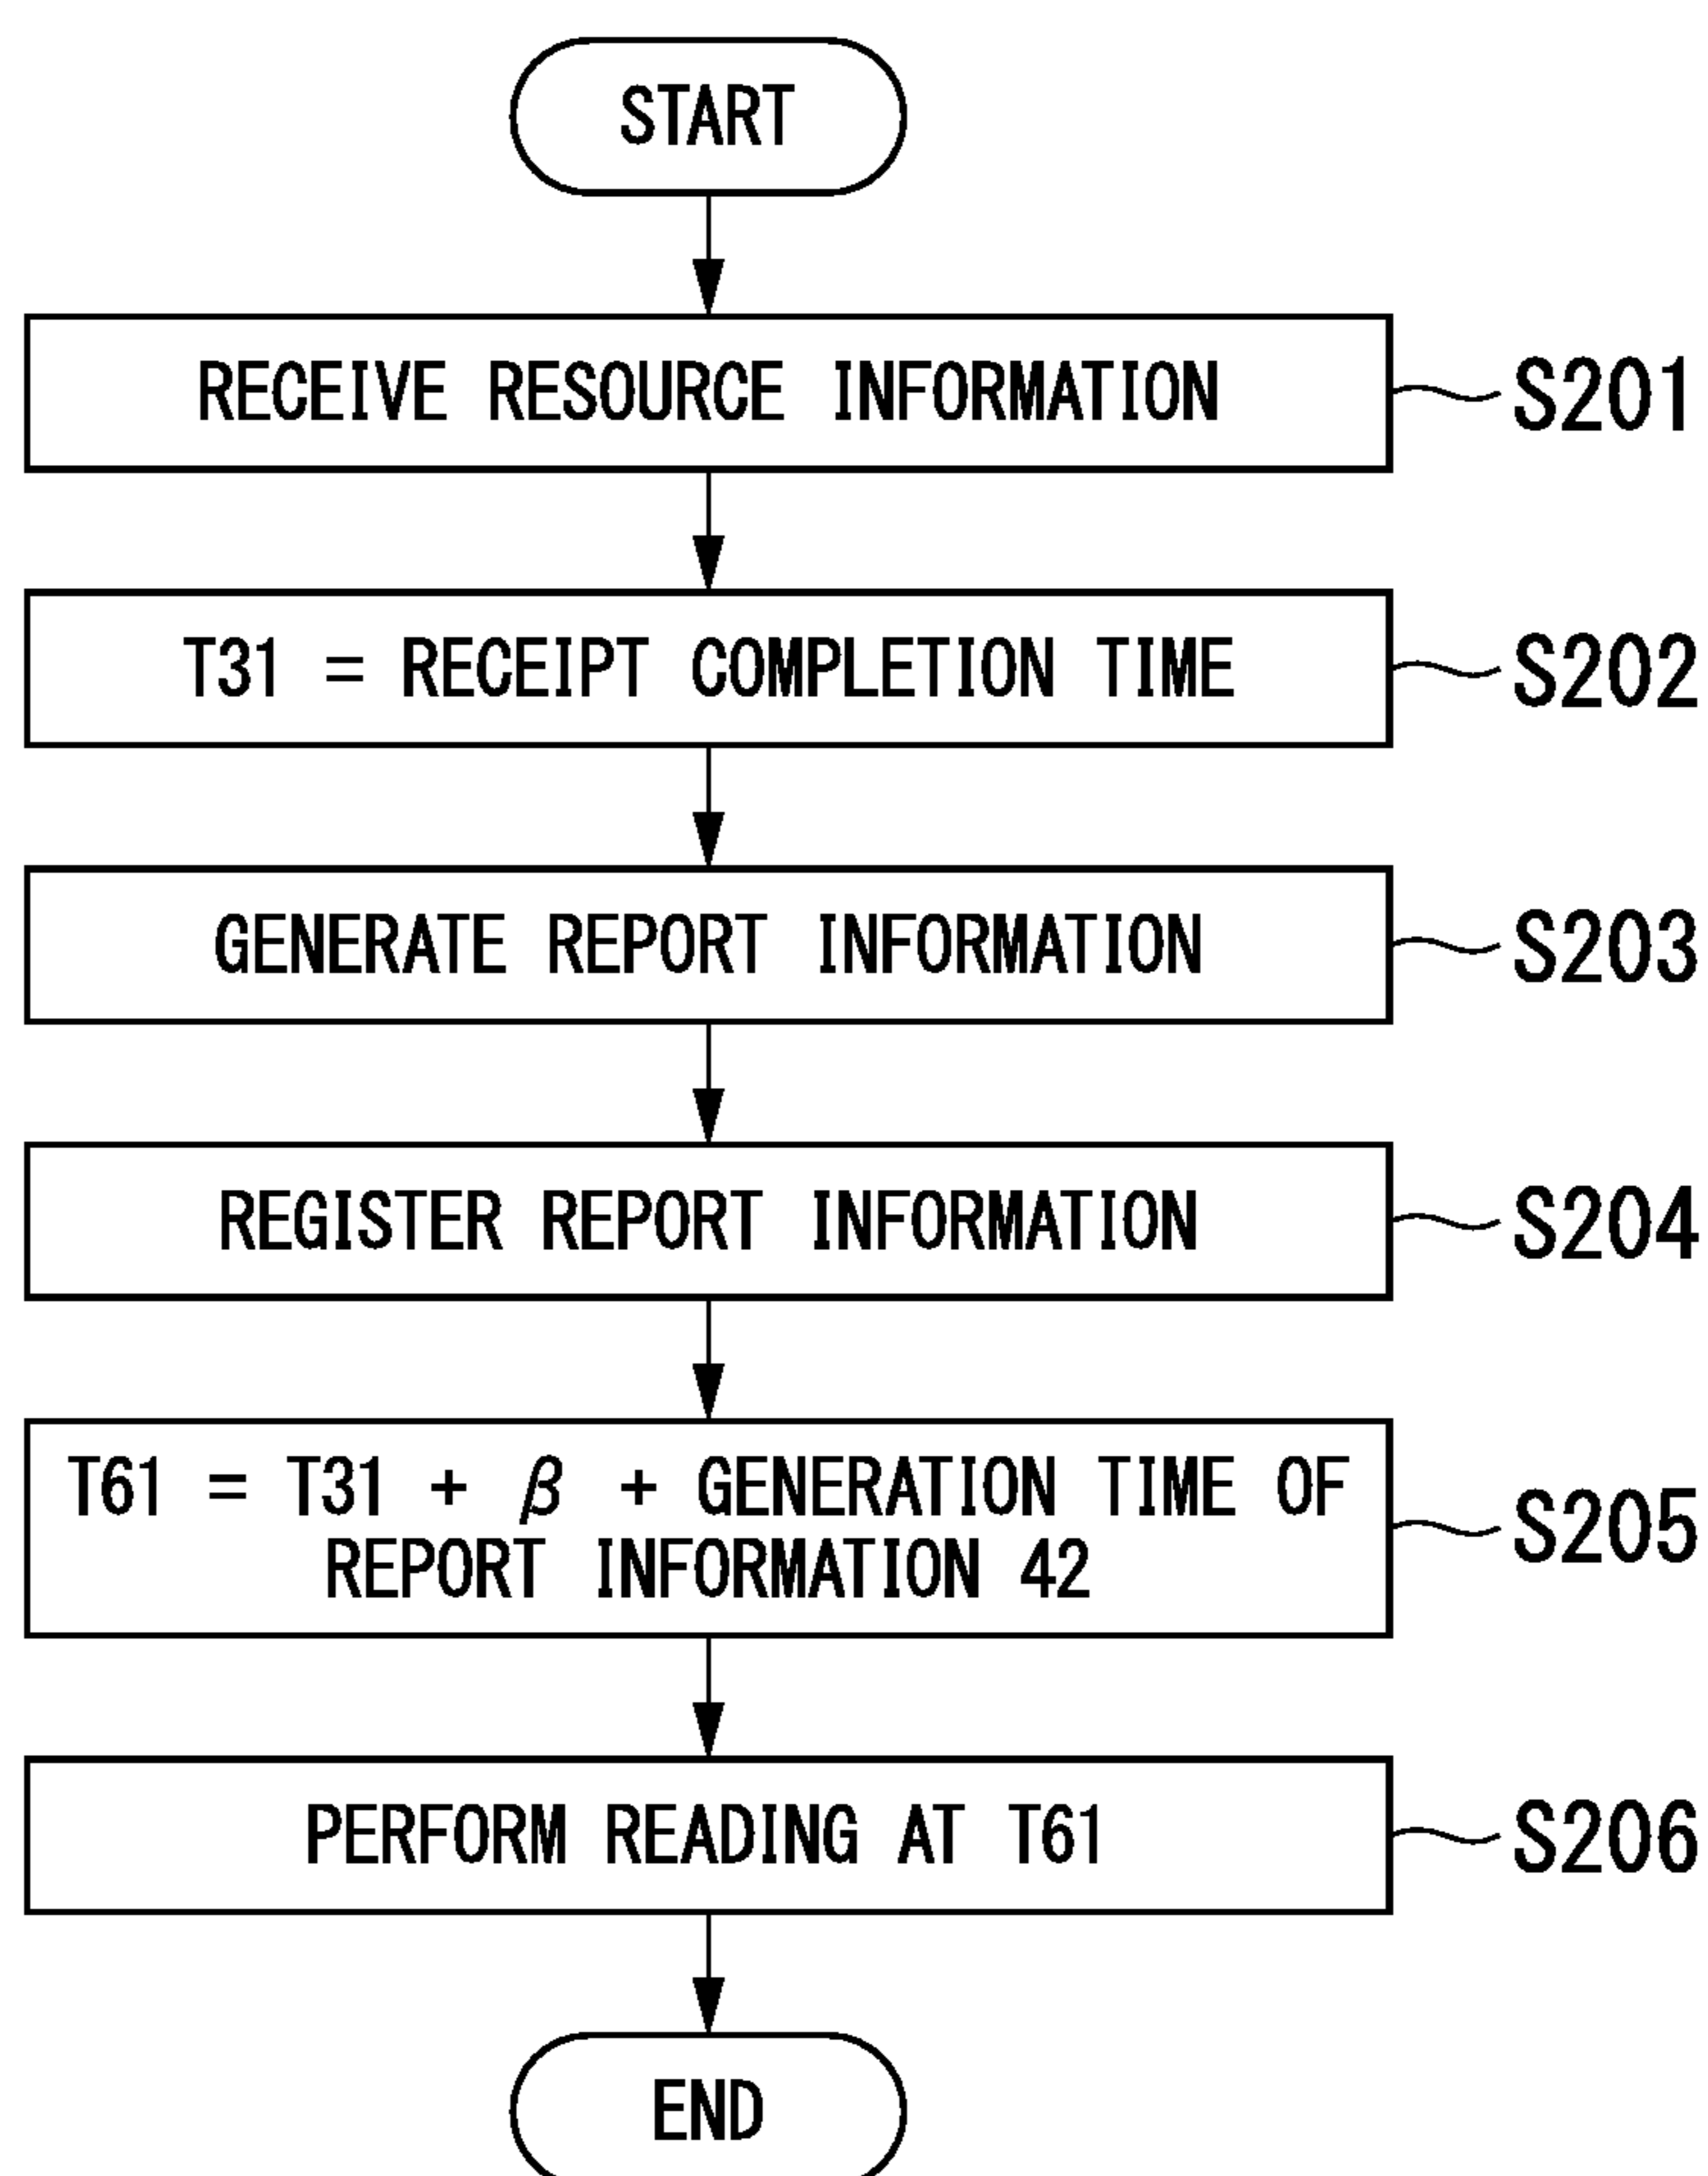 START
RECEIVE RESOURCE INFORMATION
S201
T31 = RECEIPT COMPLETION TIME
S202
GENERATE REPORT INFORMATION
S203
REGISTER REPORT INFORMATION
S204
T61 = T31 + β + GENERATION TIME OF
REPORT INFORMATION 42
S205
PERFORM READING AT T61
S206
END